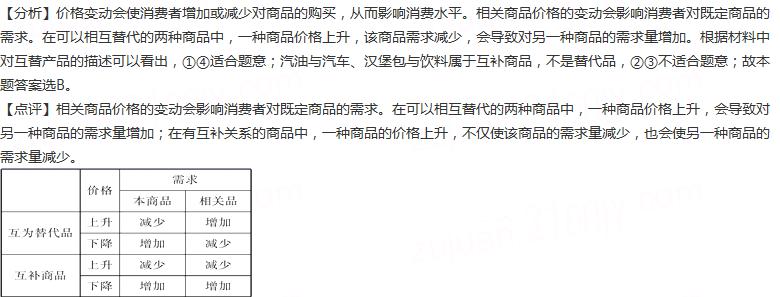 【分析】价格变动会使消费者增加或减少对商品的购买，从而影响消费水平。相关商品价格的变动会影响消费者对既定商品的
需求。在可以相互替代的两种商品中，一种商品价格上升，该商品需求减少，会导致对另一种商品的需求量增加。根据材料中
对互替产品的描述可以看出，①④适合题意；汽油与汽车、汉堡包与饮料属于互补商品，不是替代品，②③不适合题意；故本
题答案选B。
【点评】相关商品价格的变动会影响消费者对既定商品的需求。在可以相互替代的两种商品中，一种商品价格上升，会导致对
另一种商品的需求量增加；在有互补关系的商品中，一种商品的价格上升，不仅使该商品的需求量减少，也会使另一种商品的
需求量减少。
价格 需求
本商品 相关品
互为替代品 上升 减少 增加
下降 增加 减少
互补商品 上升 减少 减少
下降 增加 增加